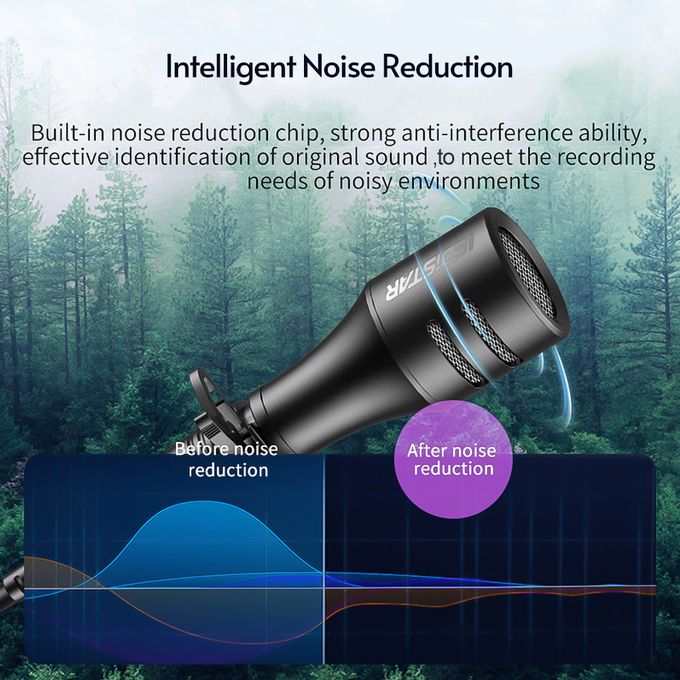 Intelligent Noise Reduction
Built-in noise reduction chip, strong anti-interference ability,
effective identification of original sound ,to meet the recording
needs of noisy environments
Before noise
reduction
After noise
reduction